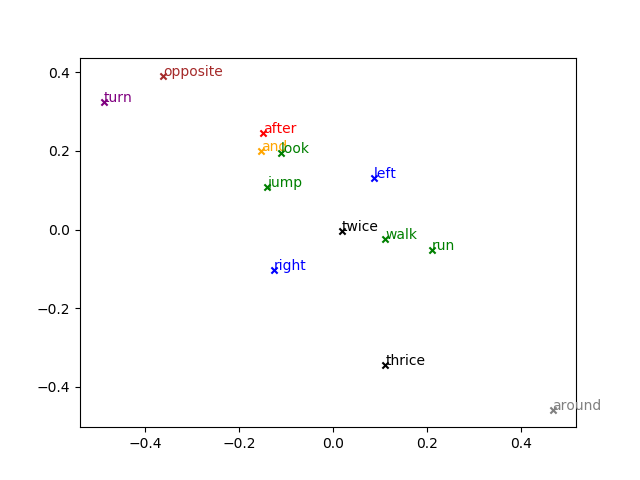 0.4
0.2
0.0
−0.2
−0.4
−0.4
−0.2
0.0
0.2
0.4
opposite
turn
after
and
look
jump
left
twice
walk
run
right
thrice
around